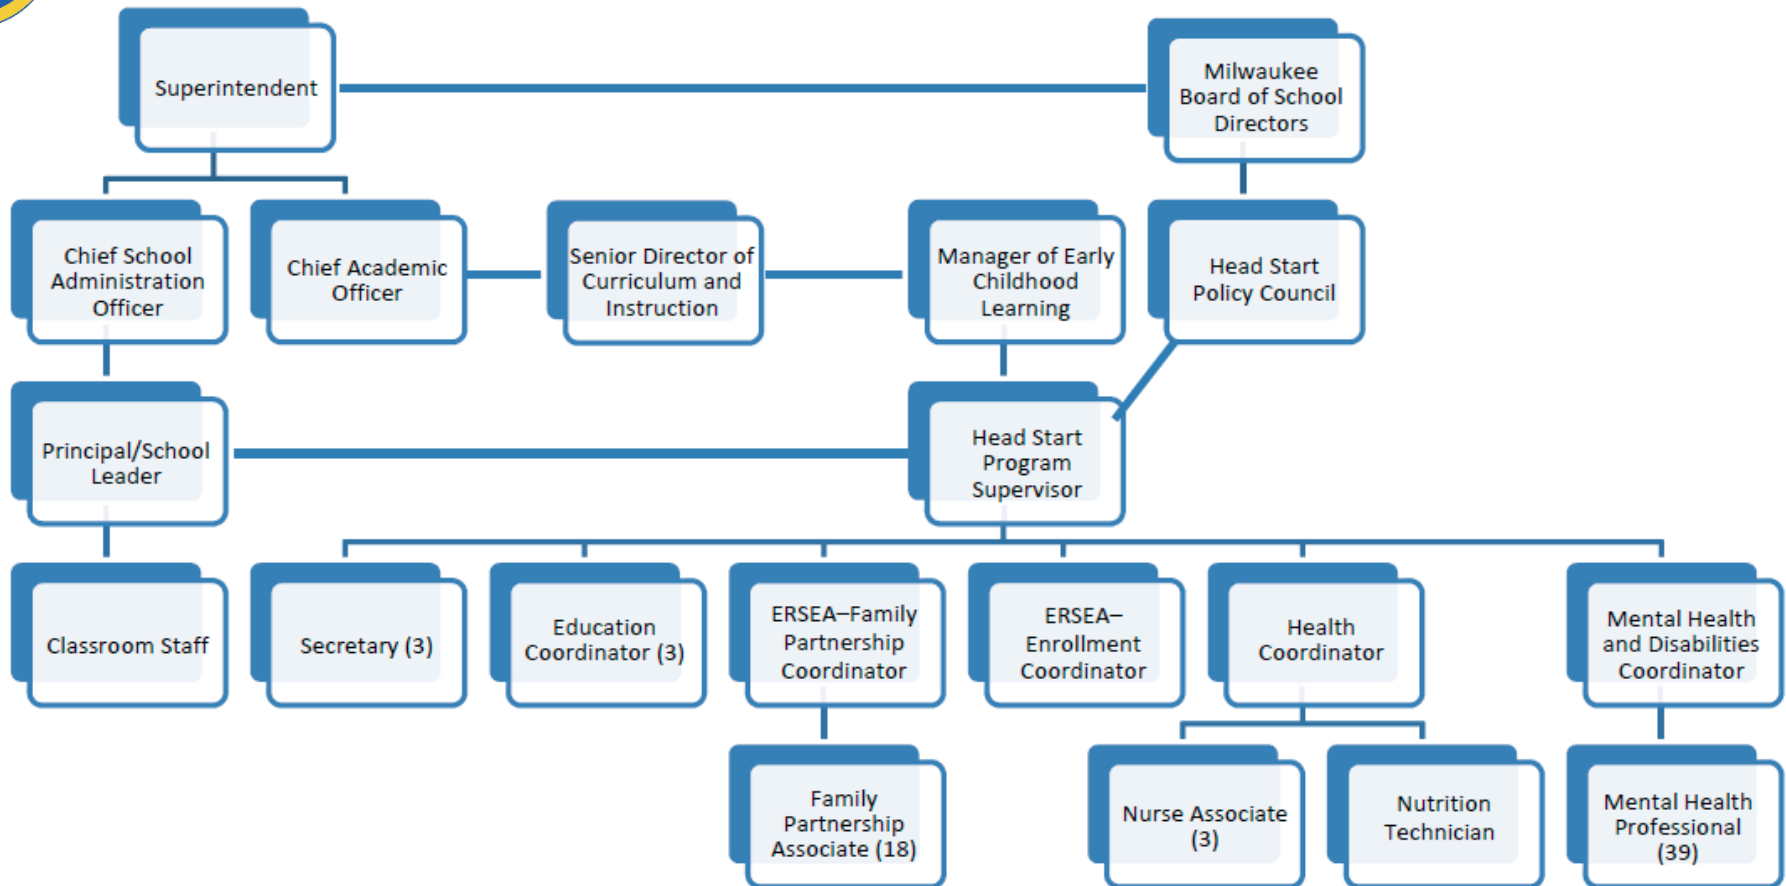 Superintendent
Milwaukee
Board of School
Directors
Chief School
Administration
Officer
Chief Academic
Officer
Senior Director of
Curriculum and
Instruction
Manager of Early
Childhood
Learning
Head Start
Policy Council
Principal/School
Leader
Head Start
Program
Supervisor
Classroom Staff
Secretary (3)
Education
Coordinator (3)
ERSEA–Family
Partnership
Coordinator
ERSEA–
Enrollment
Coordinator
Health
Coordinator
Mental Health
and Disabilities
Coordinator
Family
Partnership
Associate (18)
Nurse Associate
(3)
Nutrition
Technician
Mental Health
Professional
(39)